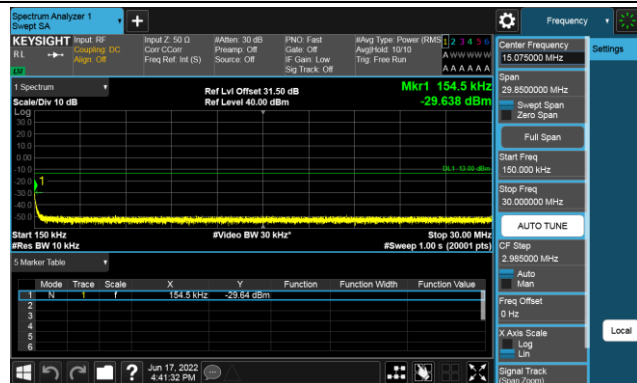 Spectrum Analyzer 1
Swept SA
Frequency
KEYSIGHT Input: RF Input Z: 50 Ω #Atten: 30 dB PNO: Fast #Avg Type: Power (RMS 1 2 3 4 5 6
RL Coupling: DC Corr CCorr Preamp: Off Gate: Off Avg|Hold: 10/10 A W W W W W
Align: Off Freq Ref: Int (S) Source: Off IF Gain: Low Trig: Free Run
Sig Track: Off A A A A A A
Center Frequency
15.075000 MHz
Settings
1 Spectrum
Ref Lvl Offset 31.50 dB
Mkr1 154.5 kHz
Scale/Div 10 dB Ref Level 40.00 dBm -29.638 dBm
Log
30.0
20.0
10.0
0.00
-10.0
DL1 -13.00 dBm
-20.0
1
-30.0
-40.0
-50.0
Start 150 kHz #Video BW 30 kHz* Stop 30.00 MHz
#Res BW 10 kHz #Sweep 1.00 s (20001 pts)
Span
29.8500000 MHz
Swept Span
Zero Span
Full Span
Start Freq
150.000 kHz
Stop Freq
30.000000 MHz
AUTO TUNE
CF Step
2.985000 MHz
Auto
Man
Freq Offset
0 Hz
X Axis Scale
Log
Lin
Local
Signal Track
(Span Zoom)
5 Marker Table
Mode Trace Scale X Y Function Function Width Function Value
1 N 1 f 154.5 kHz -29.64 dBm
2
3
4
5
6
? Jun 17, 2022
4:41:32 PM